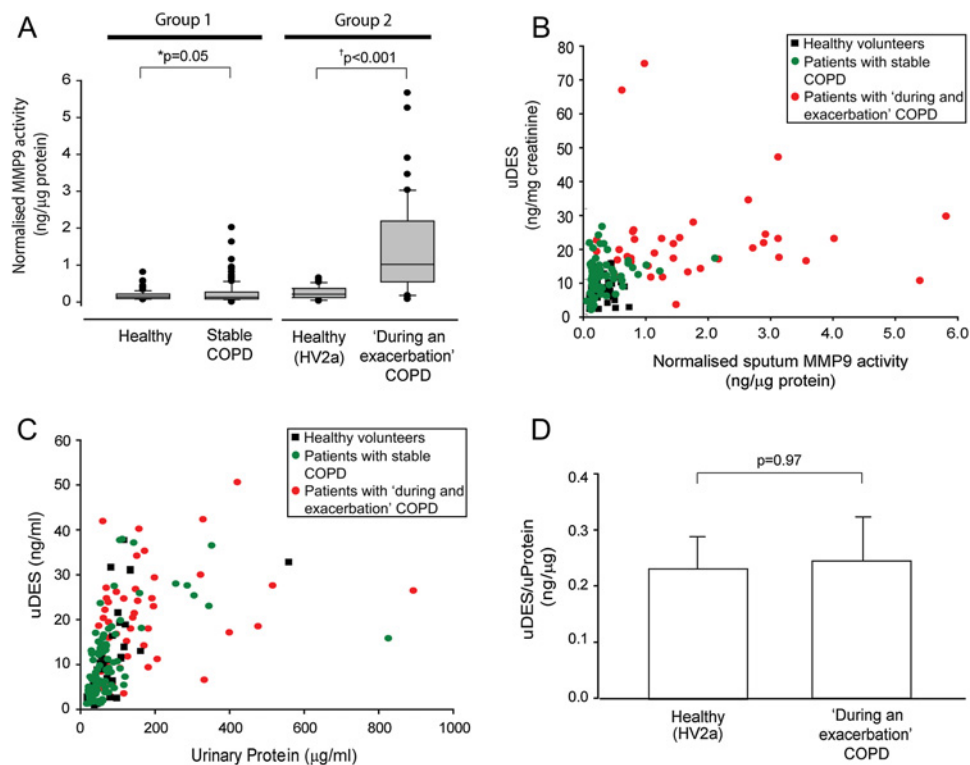 A
Group 1
Group 2
*p=0.05
†p<0.001
Normalised MMP9 activity
(ng/μg protein)
6
5
4
3
2
1
0
Healthy
Stable
COPD
Healthy
(HV2a)
'During an
exacerbation'
COPD
B
Healthy volunteers
Patients with stable
COPD
Patients with 'during and
exacerbation' COPD
uDES
(ng/mg creatinine)
80
70
60
50
40
30
20
10
0
0.0
1.0
2.0
3.0
4.0
5.0
6.0
Normalised sputum MMP9 activity
(ng/μg protein)
C
Healthy volunteers
Patients with stable
COPD
Patients with 'during and
exacerbation' COPD
uDES (ng/ml)
60
50
40
30
20
10
0
0
200
400
600
800
1000
Urinary Protein (μg/ml)
D
p=0.97
uDES/uProtein
(ng/μg)
0.4
0.3
0.2
0.1
0.0
Healthy
(HV2a)
'During an
exacerbation'
COPD